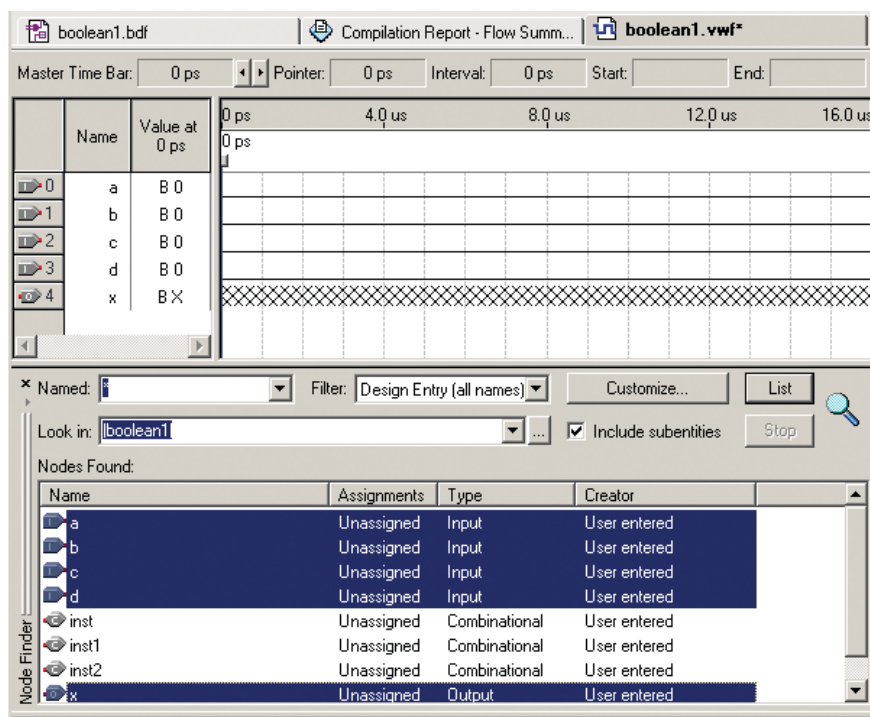 boolean1.bdf Compilation Report - Flow Summ... boolean1.vwf*
Master Time Bar: 0 ps Pointer: 0 ps Interval: 0 ps Start: End:
Name Value at 0 ps
0 ps 4.0 us 8.0 us 12.0 us 16.0 us
0 ps
0 a B 0
1 b B 0
2 c B 0
3 d B 0
4 x B X
Named: * Filter: Design Entry (all names) Customize... List
Look in: |boolean1| ... Include subentities Stop
Nodes Found:
Name Assignments Type Creator
a Unassigned Input User entered
b Unassigned Input User entered
c Unassigned Input User entered
d Unassigned Input User entered
inst Unassigned Combinational User entered
inst1 Unassigned Combinational User entered
inst2 Unassigned Combinational User entered
x Unassigned Output User entered
Node Finder